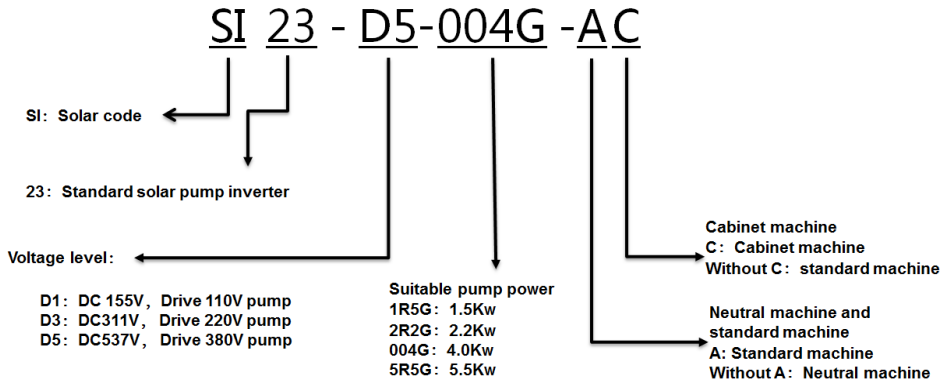 SI 23 - D5-004G -AC
SI：Solar code
23：Standard solar pump inverter
Voltage level：
D1：DC 155V，Drive 110V pump
D3：DC311V，Drive 220V pump
D5：DC537V，Drive 380V pump
Suitable pump power
1R5G：1.5Kw
2R2G：2.2Kw
004G：4.0Kw
5R5G：5.5Kw
Cabinet machine
C：Cabinet machine
Without C：standard machine
Neutral machine and
standard machine
A: Standard machine
Without A：Neutral machine